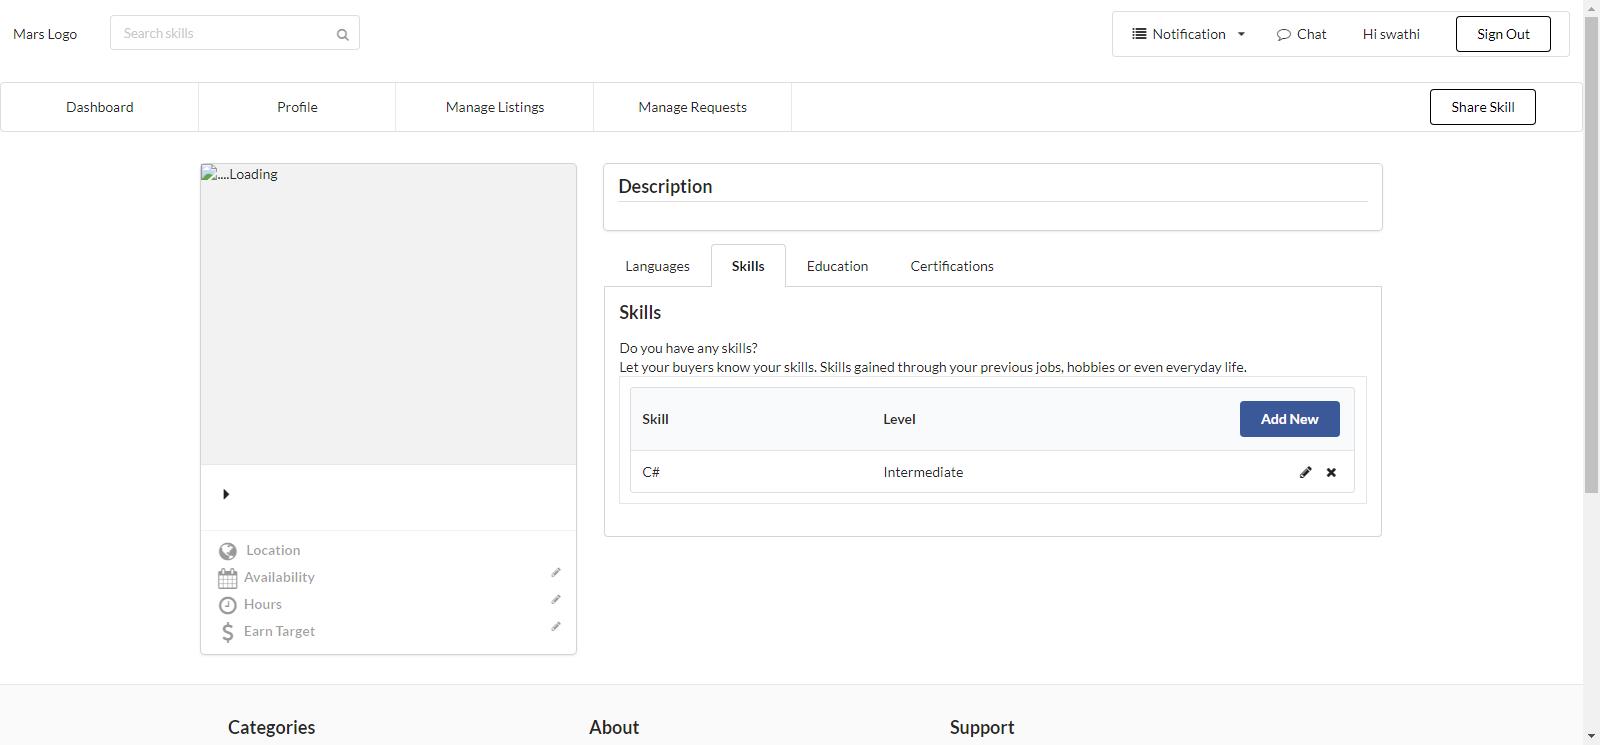 Mars Logo
Search skills
Notification
Chat
Hi swathi
Sign Out
Dashboard
Profile
Manage Listings
Manage Requests
Share Skill
....Loading
Description
Languages
Skills
Education
Certifications
Skills
Do you have any skills?
Let your buyers know your skills. Skills gained through your previous jobs, hobbies or even everyday life.
Skill
Level
Add New
C#
Intermediate
Location
Availability
Hours
Earn Target
Categories
About
Support